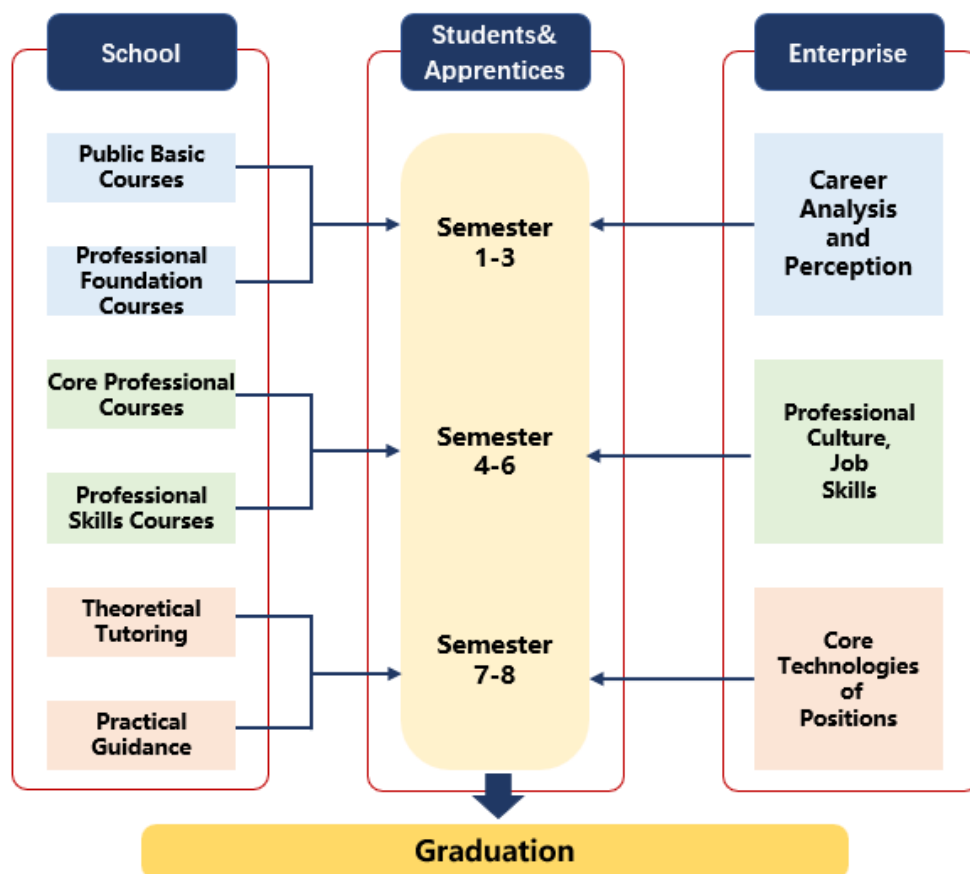 School
Students&
Apprentices
Enterprise
Public Basic
Courses
Professional
Foundation
Courses
Core Professional
Courses
Professional
Skills Courses
Theoretical
Tutoring
Practical
Guidance
Semester
1-3
Semester
4-6
Semester
7-8
Career
Analysis
and
Perception
Professional
Culture,
Job
Skills
Core
Technologies
of
Positions
Graduation